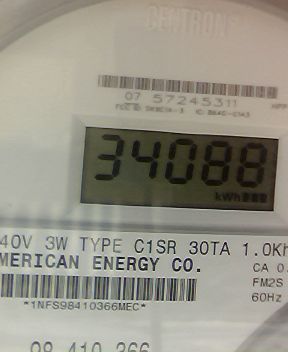 CENTRON®
07 57245311
34088
kWh
40V 3W TYPE C1SR 30TA 1.0Kh
MERICAN ENERGY CO.
CA 0.
FM2S
60Hz
*1NFS98410366MEC*
98 410 366